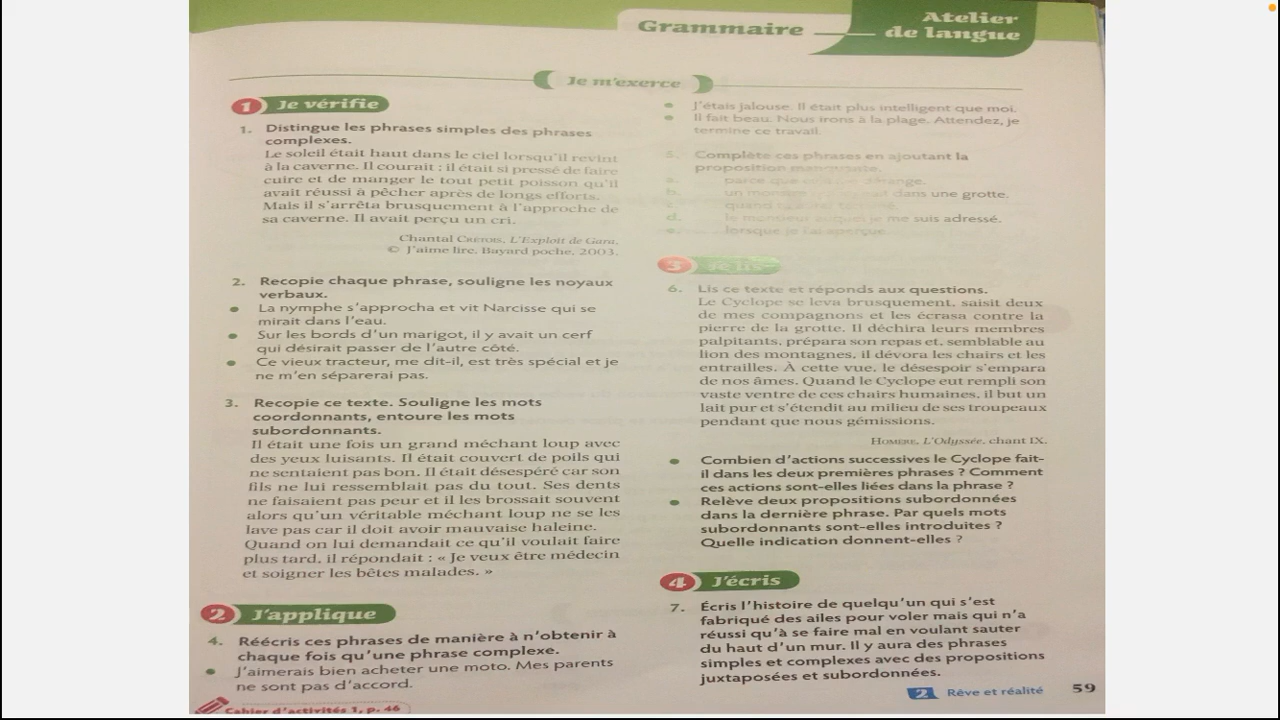 Grammaire
Atelier
de langue
Je m'exerce
1 Je vérifie
1. Distingue les phrases simples des phrases
complexes.
Le soleil était haut dans le ciel lorsqu'il revint
à la caverne. Il courait : il était si pressé de faire
cuire et de manger le tout petit poisson qu'il
avait réussi à pêcher après de longs efforts.
Mais il s'arrêta brusquement à l'approche de
sa caverne. Il avait perçu un cri.
Chantal CRÉTOIS, L'Exploit de Gara,
© J'aime lire, Bayard poche, 2003.
2. Recopie chaque phrase, souligne les noyaux
verbaux.
• La nymphe s'approcha et vit Narcisse qui se
mirait dans l'eau.
• Sur les bords d'un marigot, il y avait un cerf
qui désirait passer de l'autre côté.
• Ce vieux tracteur, me dit-il, est très spécial et je
ne m'en séparerai pas.
3. Recopie ce texte. Souligne les mots
coordonnants, entoure les mots
subordonnants.
Il était une fois un grand méchant loup avec
des yeux luisants. Il était couvert de poils qui
ne sentaient pas bon. Il était désespéré car son
fils ne lui ressemblait pas du tout. Ses dents
ne faisaient pas peur et il les brossait souvent
alors qu'un véritable méchant loup ne se les
lave pas car il doit avoir mauvaise haleine.
Quand on lui demandait ce qu'il voulait faire
plus tard, il répondait : « Je veux être médecin
et soigner les bêtes malades. »
2 J'applique
4. Réécris ces phrases de manière à n'obtenir à
chaque fois qu'une phrase complexe.
• J'aimerais bien acheter une moto. Mes parents
ne sont pas d'accord.
Cahier d'activités 1, p. 46
• J'étais jalouse. Il était plus intelligent que moi.
• Il fait beau. Nous irons à la plage. Attendez, je
termine ce travail.
5. Complète ces phrases en ajoutant la
proposition manquante.
a. parce que dérange.
b. un dans une grotte.
c. quand
d. le monsieur auquel je me suis adressé.
e. lorsque je l'ai aperçue
3 Je lis
6. Lis ce texte et réponds aux questions.
Le Cyclope se leva brusquement, saisit deux
de mes compagnons et les écrasa contre la
pierre de la grotte. Il déchira leurs membres
palpitants, prépara son repas et, semblable au
lion des montagnes, il dévora les chairs et les
entrailles. À cette vue, le désespoir s'empara
de nos âmes. Quand le Cyclope eut rempli son
vaste ventre de ces chairs humaines, il but un
lait pur et s'étendit au milieu de ses troupeaux
pendant que nous gémissions.
HOMÈRE, L'Odyssée, chant IX.
• Combien d'actions successives le Cyclope fait-
il dans les deux premières phrases ? Comment
ces actions sont-elles liées dans la phrase ?
• Relève deux propositions subordonnées
dans la dernière phrase. Par quels mots
subordonnants sont-elles introduites ?
Quelle indication donnent-elles ?
4 J'écris
7. Écris l'histoire de quelqu'un qui s'est
fabriqué des ailes pour voler mais qui n'a
réussi qu'à se faire mal en voulant sauter
du haut d'un mur. Il y aura des phrases
simples et complexes avec des propositions
juxtaposées et subordonnées.
2 Rêve et réalité 59